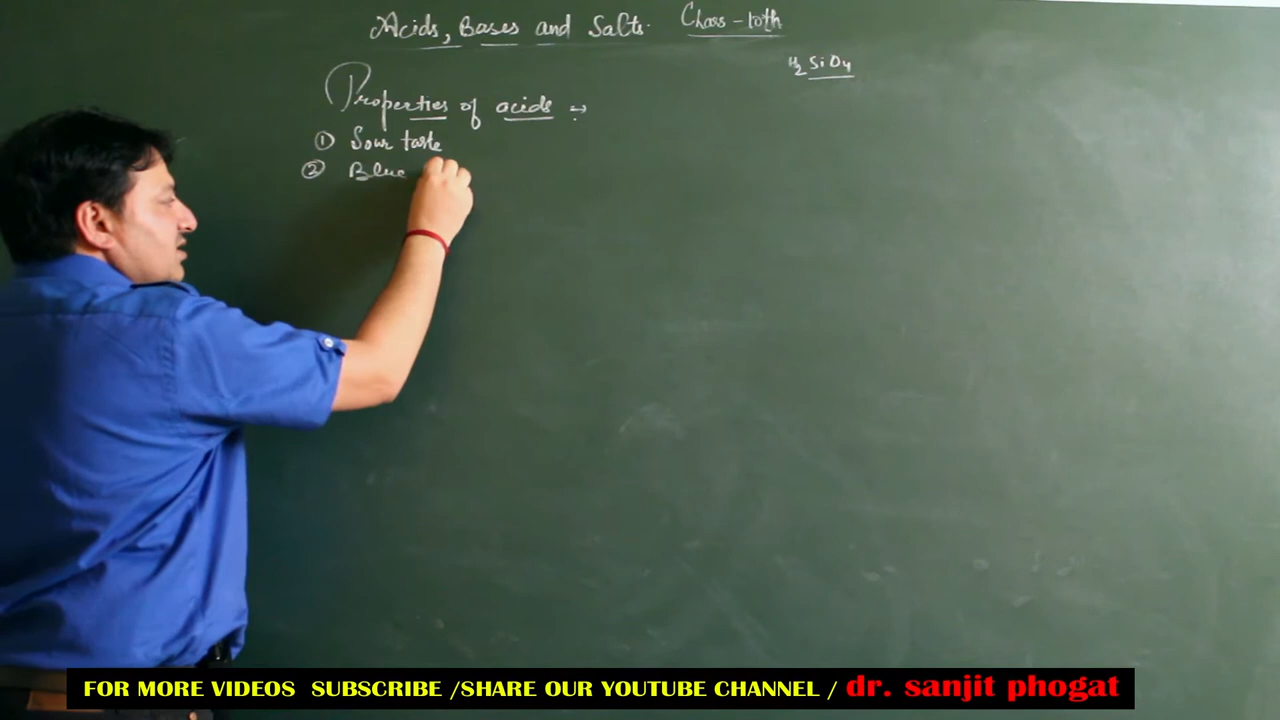 Acids, Bases and Salts. Class-10th
H2SiO4
Properties of acids →
① Sour taste
② Blue
FOR MORE VIDEOS SUBSCRIBE /SHARE OUR YOUTUBE CHANNEL / dr. sanjit phogat